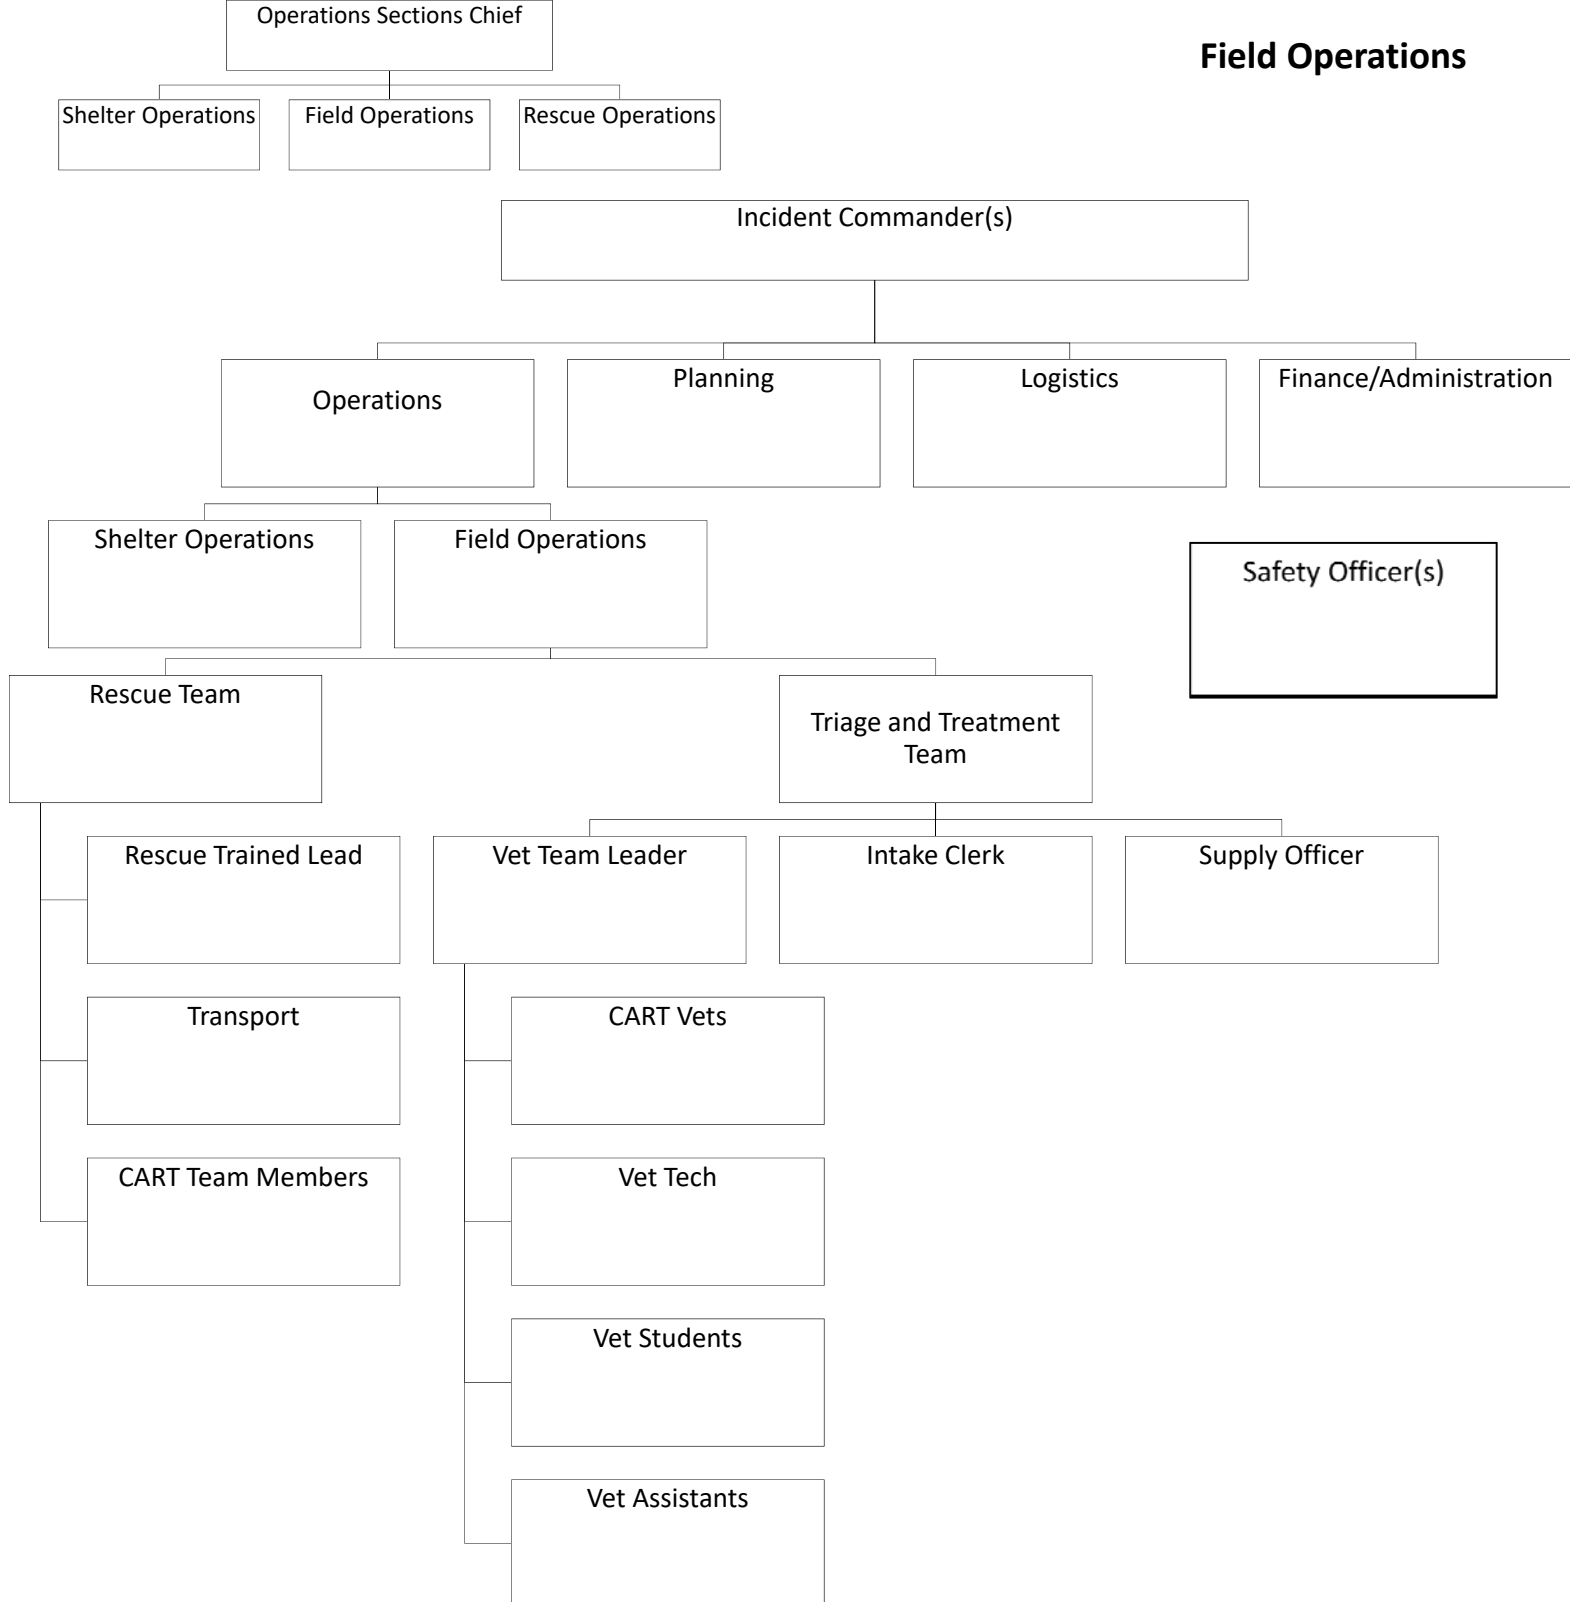 Operations Sections Chief
Field Operations
Shelter Operations
Field Operations
Rescue Operations
Incident Commander(s)
Operations
Planning
Logistics
Finance/Administration
Shelter Operations
Field Operations
Safety Officer(s)
Rescue Team
Triage and Treatment
Team
Rescue Trained Lead
Vet Team Leader
Intake Clerk
Supply Officer
Transport
CART Vets
CART Team Members
Vet Tech
Vet Students
Vet Assistants